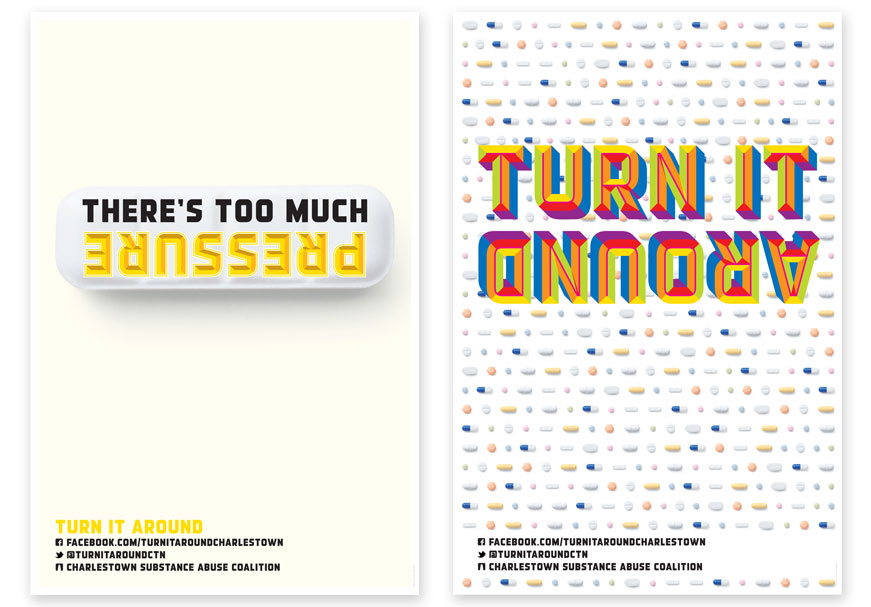 THERE'S TOO MUCH
PRESSURE
TURN IT AROUND
FACEBOOK.COM/TURNITAROUNDCHARLESTOWN
@TURNITAROUNDCTN
CHARLESTOWN SUBSTANCE ABUSE COALITION
TURN IT
AROUND
FACEBOOK.COM/TURNITAROUNDCHARLESTOWN
@TURNITAROUNDCTN
CHARLESTOWN SUBSTANCE ABUSE COALITION